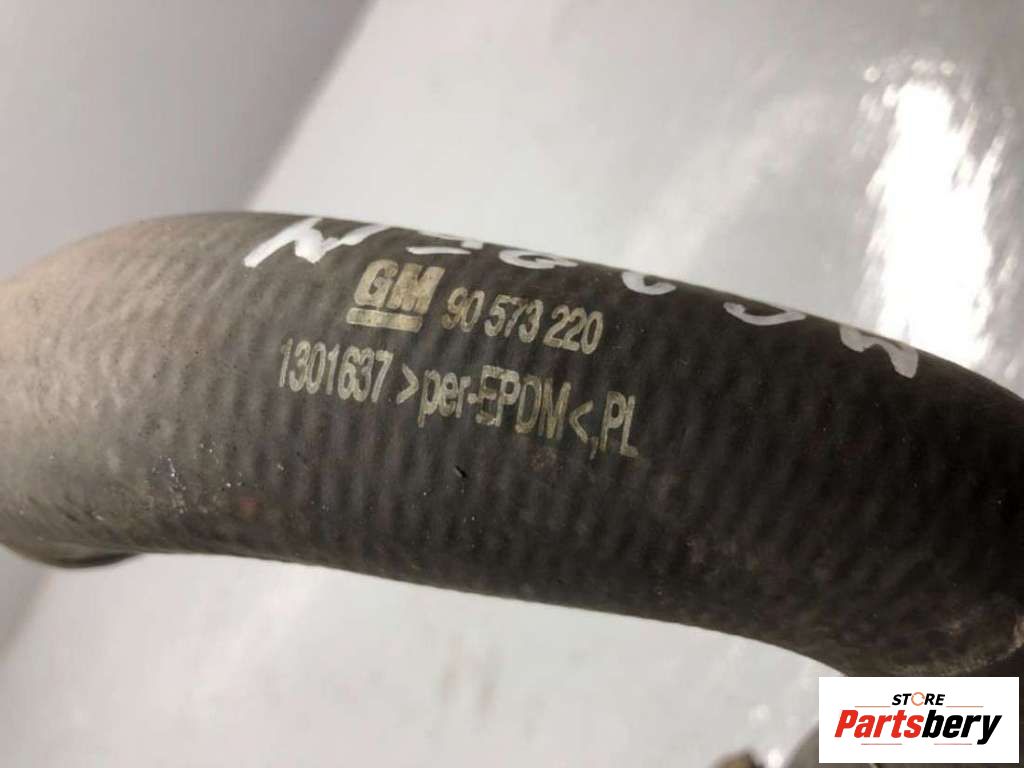 GM 90 573 220
1301637 >per-EPDM<,PL
STORE
Partsbery